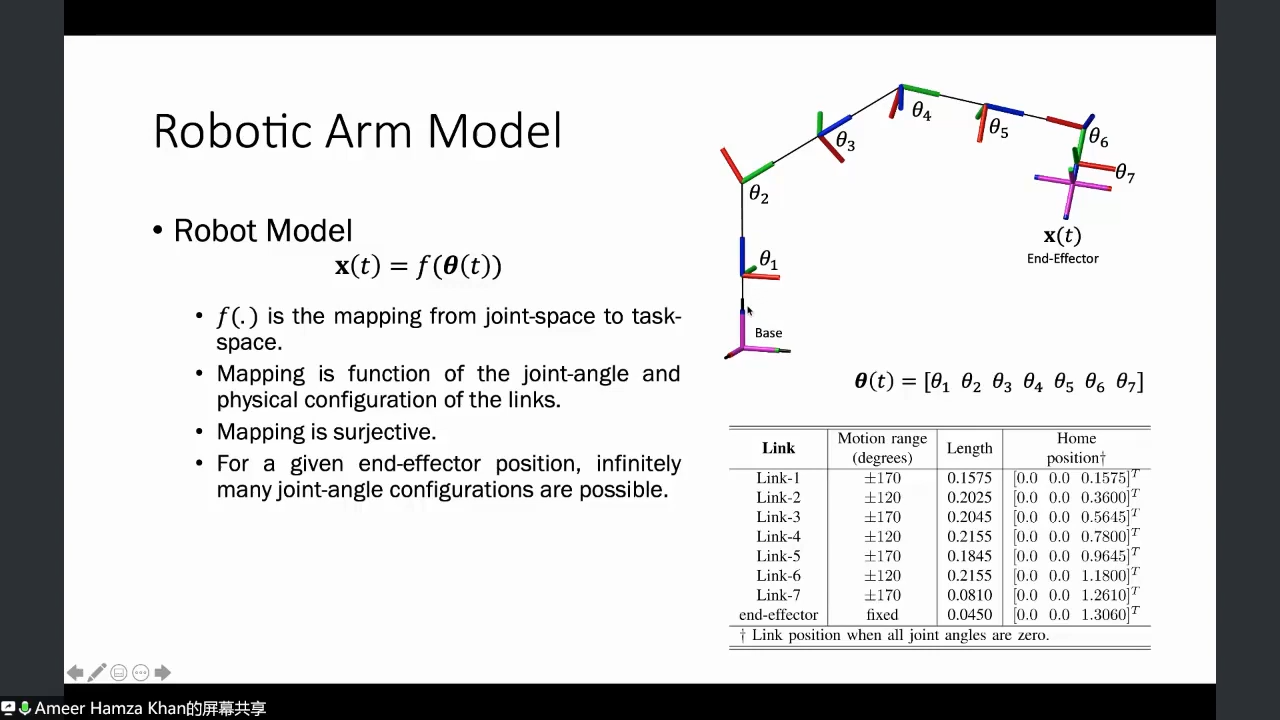 Robotic Arm Model
• Robot Model
𝐱(t) = f(𝛉(t))
• f(.) is the mapping from joint-space to task-
space.
• Mapping is function of the joint-angle and
physical configuration of the links.
• Mapping is surjective.
• For a given end-effector position, infinitely
many joint-angle configurations are possible.
θ₄
θ₅
θ₃
θ₆
θ₇
θ₂
𝐱(t)
End-Effector
θ₁
Base
𝛉(t) = [θ₁ θ₂ θ₃ θ₄ θ₅ θ₆ θ₇]
Link Motion range (degrees) Length Home position†
Link-1 ±170 0.1575 [0.0 0.0 0.1575]ᵀ
Link-2 ±120 0.2025 [0.0 0.0 0.3600]ᵀ
Link-3 ±170 0.2045 [0.0 0.0 0.5645]ᵀ
Link-4 ±120 0.2155 [0.0 0.0 0.7800]ᵀ
Link-5 ±170 0.1845 [0.0 0.0 0.9645]ᵀ
Link-6 ±120 0.2155 [0.0 0.0 1.1800]ᵀ
Link-7 ±170 0.0810 [0.0 0.0 1.2610]ᵀ
end-effector fixed 0.0450 [0.0 0.0 1.3060]ᵀ
† Link position when all joint angles are zero.
Ameer Hamza Khan的屏幕共享